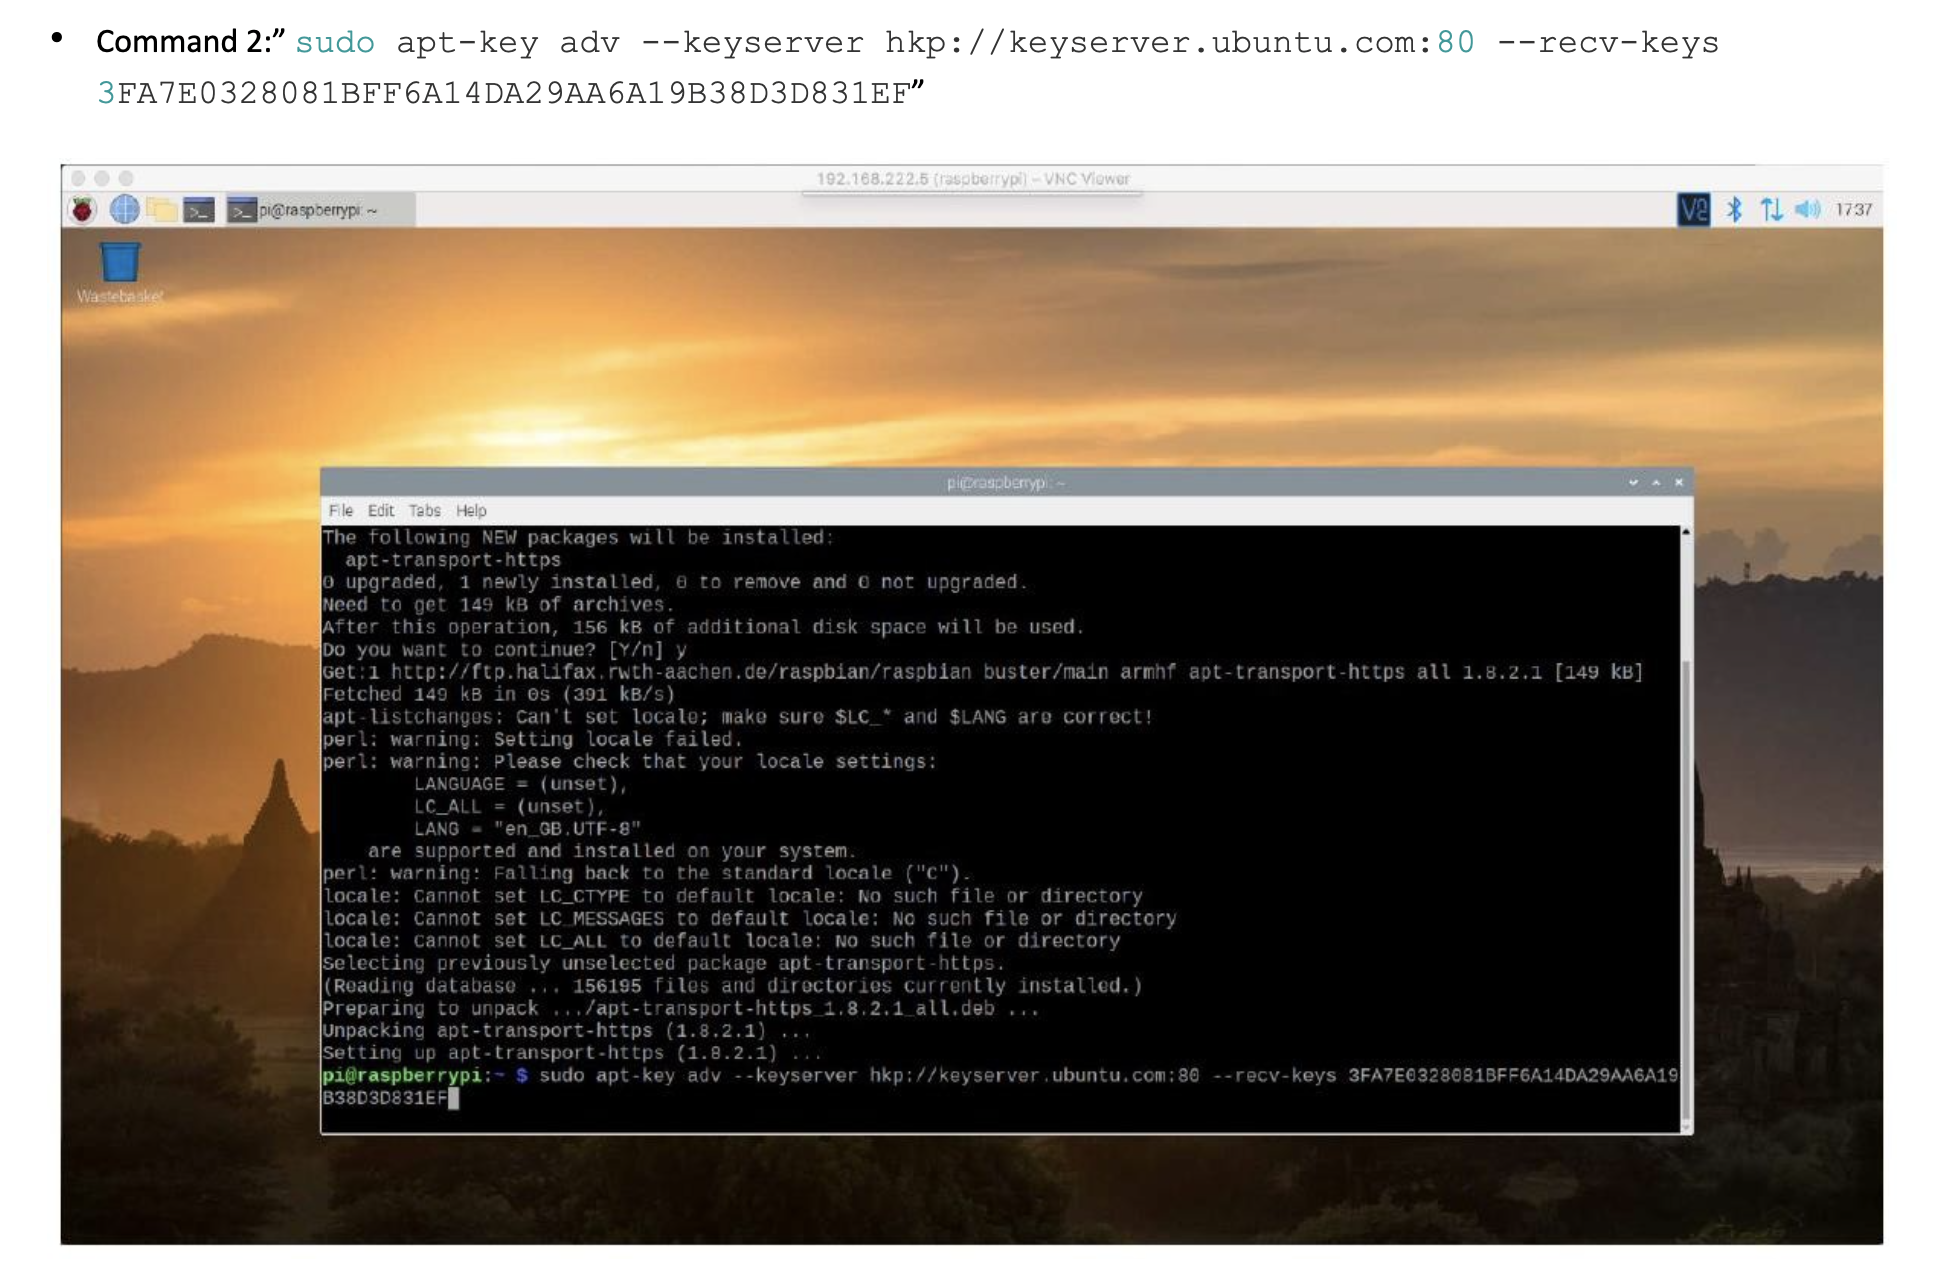 • Command 2:” sudo apt-key adv --keyserver hkp://keyserver.ubuntu.com:80 --recv-keys
3FA7E0328081BFF6A14DA29AA6A19B38D3D831EF”
192.168.222.5 (raspberrypi) – VNC Viewer
pi@raspberrypi: ~
V2
17:37
Wastebasket
pi@raspberrypi: ~
File Edit Tabs Help
The following NEW packages will be installed:
  apt-transport-https
0 upgraded, 1 newly installed, 0 to remove and 0 not upgraded.
Need to get 149 kB of archives.
After this operation, 156 kB of additional disk space will be used.
Do you want to continue? [Y/n] y
Get:1 http://ftp.halifax.rwth-aachen.de/raspbian/raspbian buster/main armhf apt-transport-https all 1.8.2.1 [149 kB]
Fetched 149 kB in 0s (391 kB/s)
apt-listchanges: Can't set locale; make sure $LC_* and $LANG are correct!
perl: warning: Setting locale failed.
perl: warning: Please check that your locale settings:
        LANGUAGE = (unset),
        LC_ALL = (unset),
        LANG = "en_GB.UTF-8"
    are supported and installed on your system.
perl: warning: Falling back to the standard locale ("C").
locale: Cannot set LC_CTYPE to default locale: No such file or directory
locale: Cannot set LC_MESSAGES to default locale: No such file or directory
locale: Cannot set LC_ALL to default locale: No such file or directory
Selecting previously unselected package apt-transport-https.
(Reading database ... 156195 files and directories currently installed.)
Preparing to unpack .../apt-transport-https_1.8.2.1_all.deb ...
Unpacking apt-transport-https (1.8.2.1) ...
Setting up apt-transport-https (1.8.2.1) ...
pi@raspberrypi:~ $ sudo apt-key adv --keyserver hkp://keyserver.ubuntu.com:80 --recv-keys 3FA7E0328081BFF6A14DA29AA6A19
B38D3D831EF